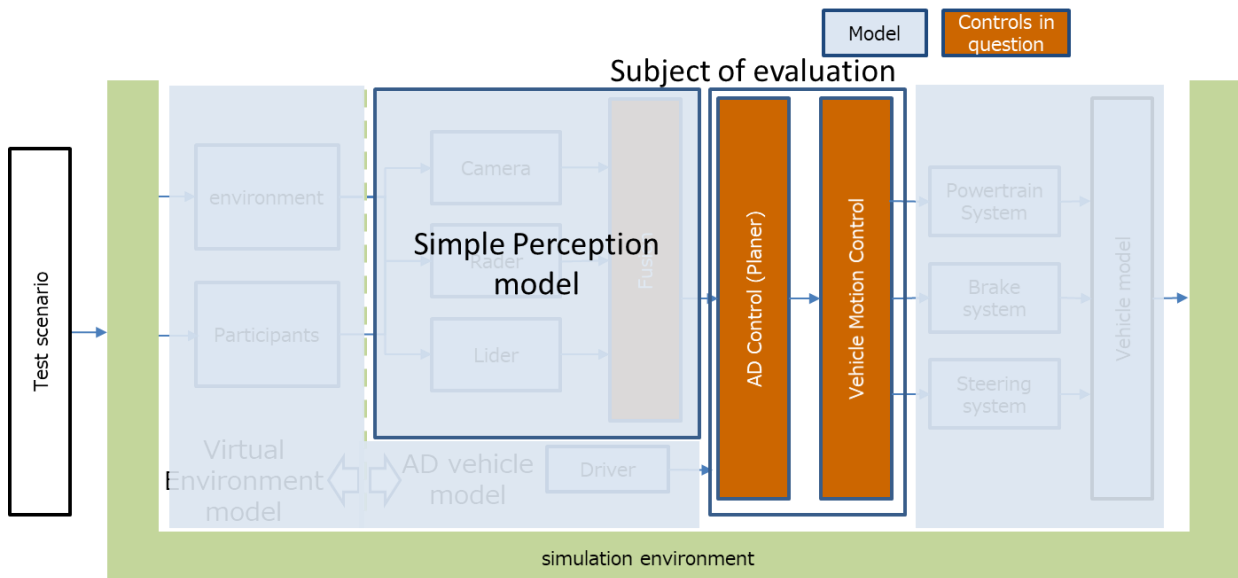 Model
Controls in
question
Subject of evaluation
Test scenario
environment
Participants
Virtual
Environment
model
AD vehicle
model
Camera
Rader
Lider
Fusion
Simple Perception
model
Driver
AD Control (Planer)
Vehicle Motion Control
Powertrain
System
Brake
system
Steering
system
Vehicle model
simulation environment